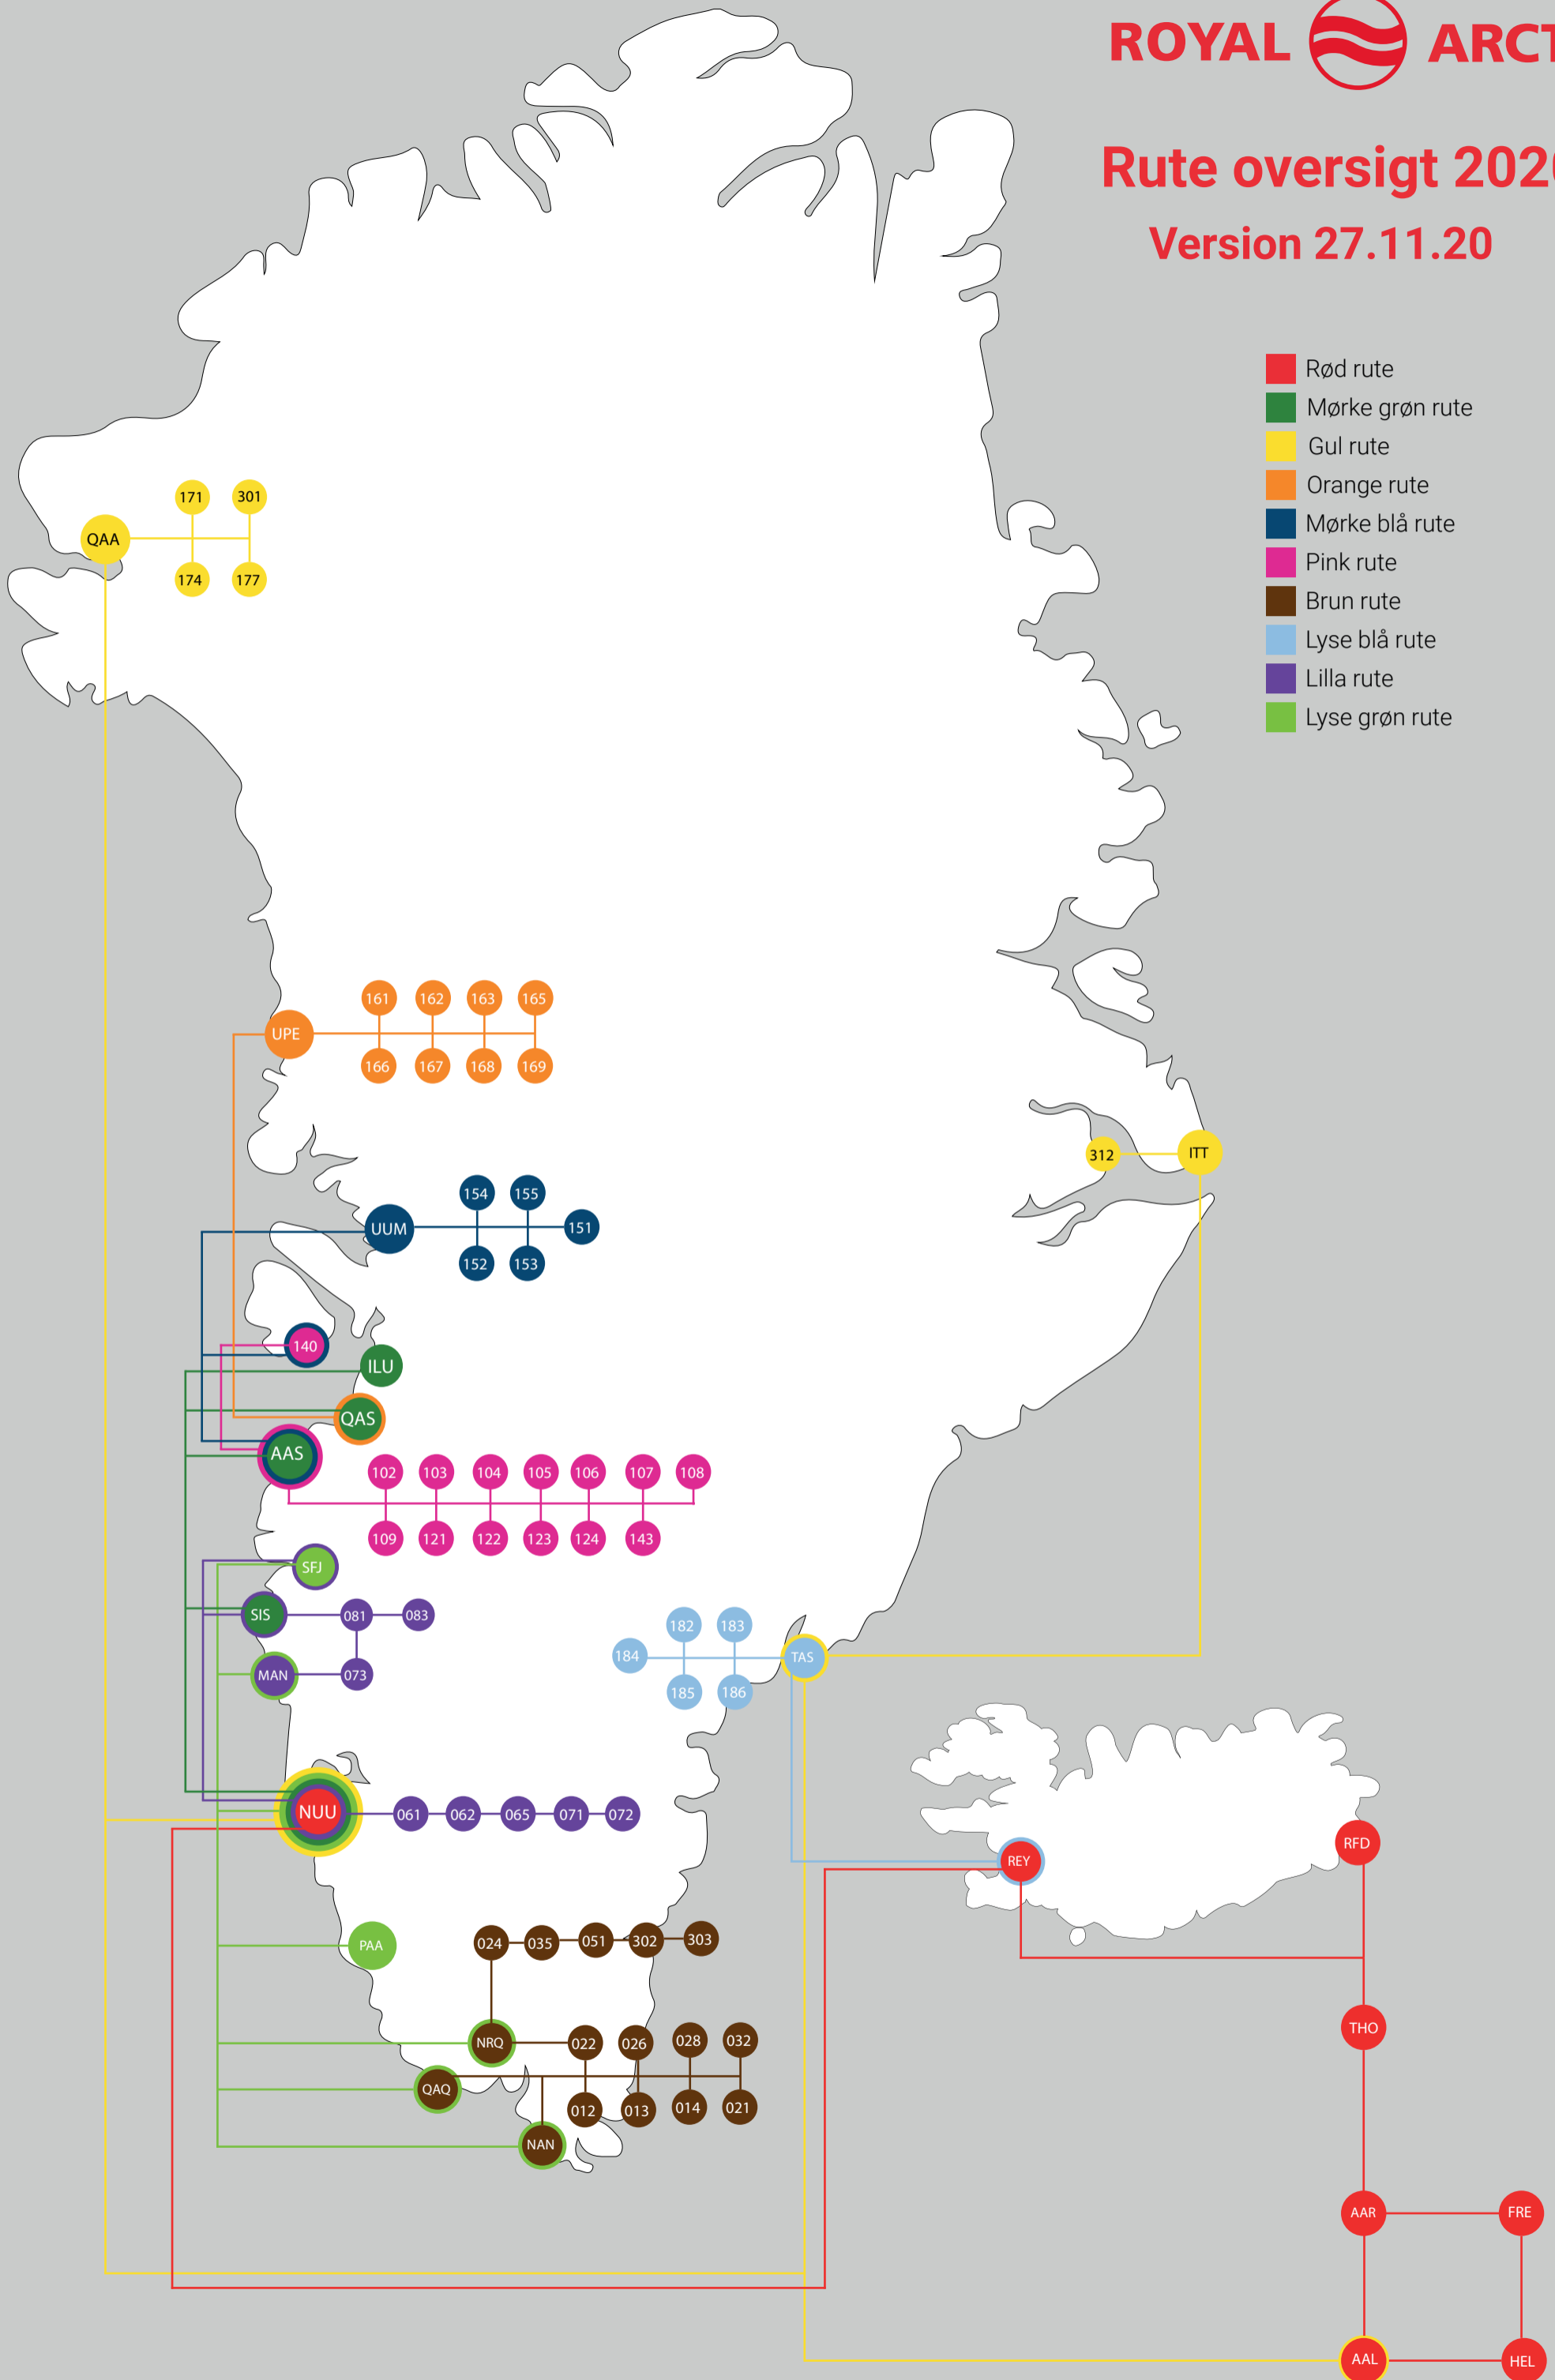 ROYAL ARCT
Rute oversigt 202
Version 27.11.20
Rød rute
Mørke grøn rute
Gul rute
Orange rute
Mørke blå rute
Pink rute
Brun rute
Lyse blå rute
Lilla rute
Lyse grøn rute
171 301
QAA
174 177
161 162 163 165
UPE
166 167 168 169
312 ITT
154 155
UUM 151
152 153
140
ILU
QAS
AAS
102 103 104 105 106 107 108
109 121 122 123 124 143
SFJ
SIS 081 083
182 183
184 TAS
MAN 073
185 186
NUU 061 062 065 071 072
RFD
REY
PAA
024 035 051 302 303
THO
NRQ 022 026 028 032
QAQ
012 013 014 021
NAN
AAR FRE
AAL HEL